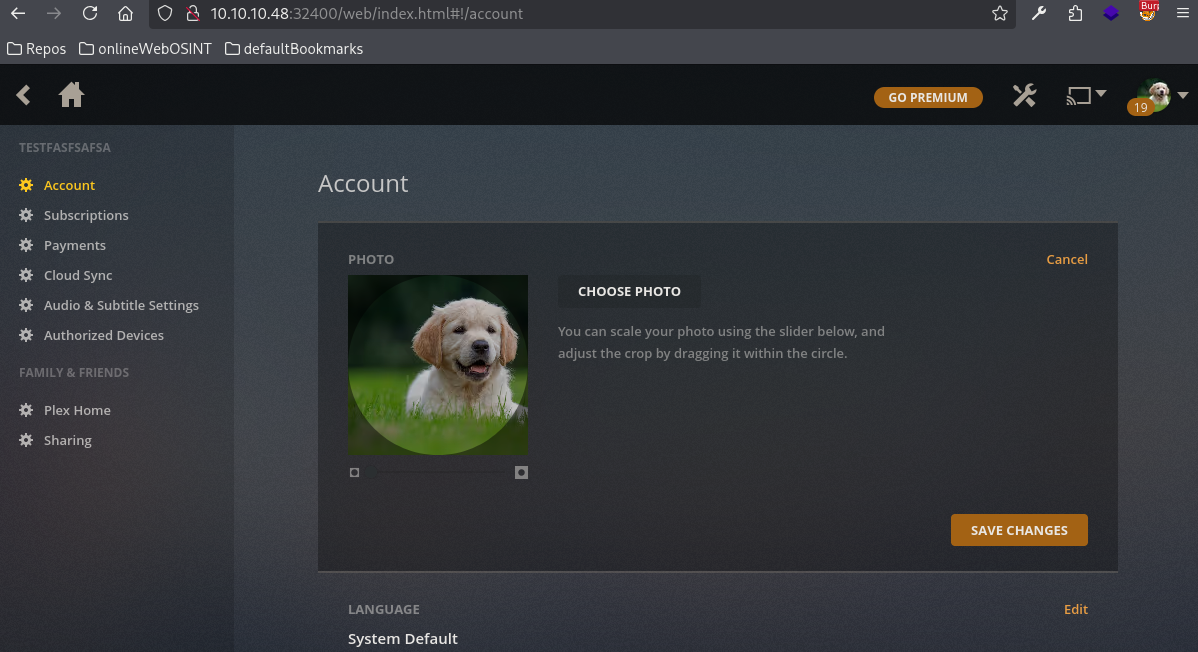 10.10.10.48:32400/web/index.html#!/account
Burp
Repos onlineWebOSINT defaultBookmarks
GO PREMIUM
19
TESTFASFSAFSA
Account
Subscriptions
Payments
Cloud Sync
Audio & Subtitle Settings
Authorized Devices
FAMILY & FRIENDS
Plex Home
Sharing
Account
PHOTO
Cancel
CHOOSE PHOTO
You can scale your photo using the slider below, and
adjust the crop by dragging it within the circle.
SAVE CHANGES
LANGUAGE
Edit
System Default